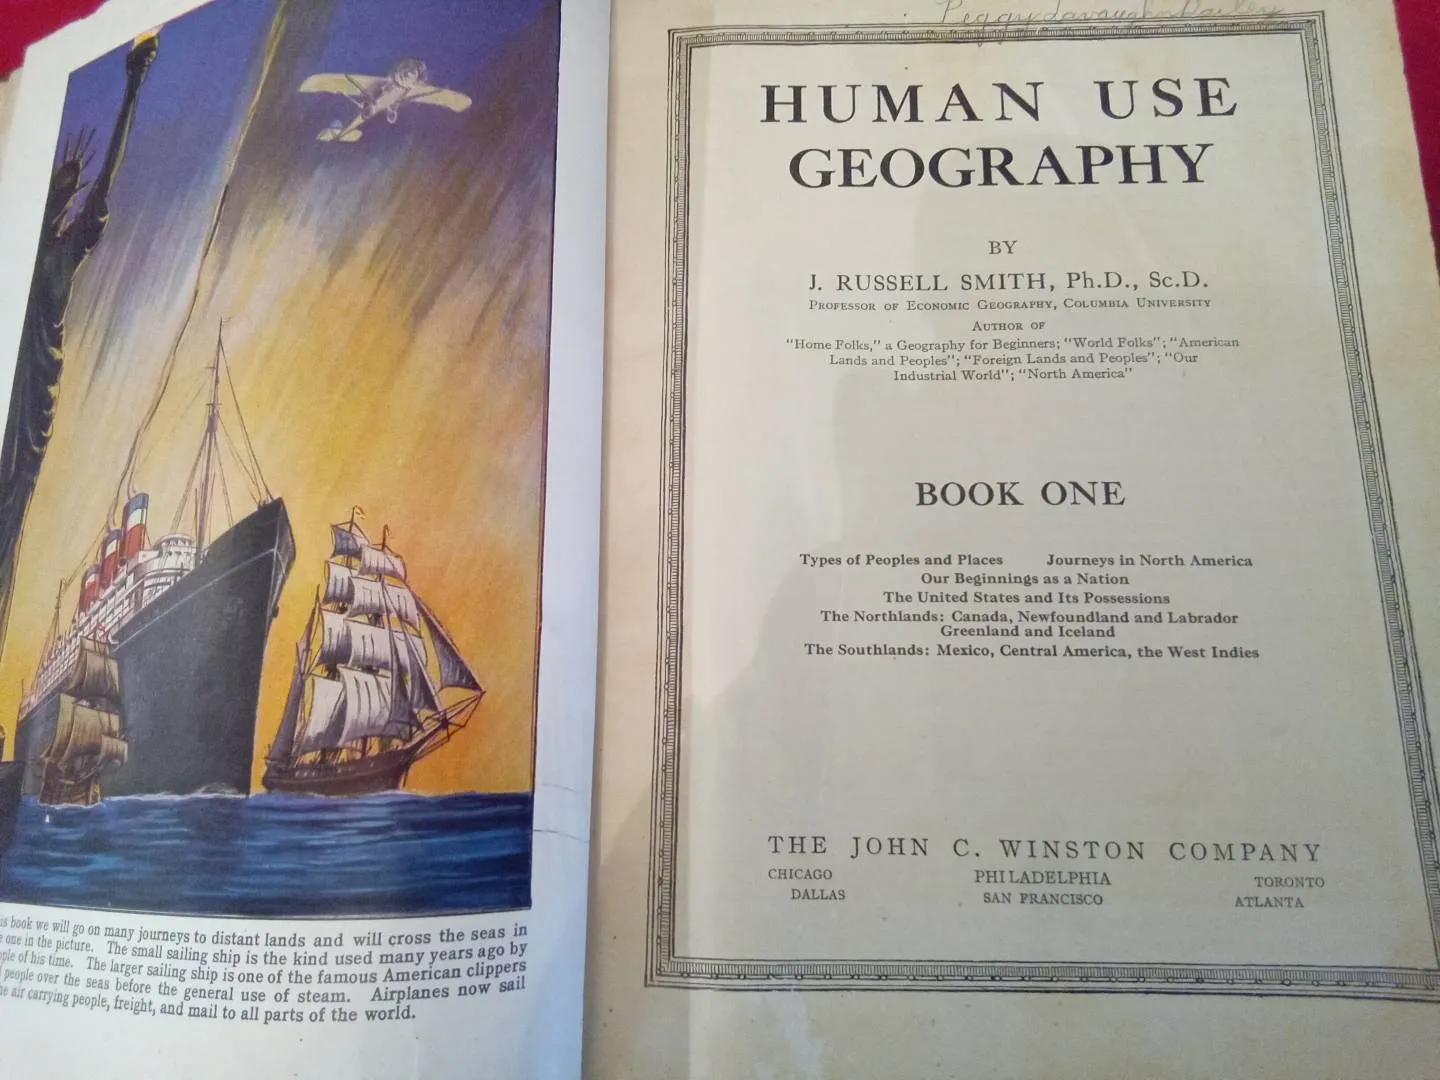 is book we will go on many journeys to distant lands and will cross the seas in
one in the picture. The small sailing ship is the kind used many years ago by
ple of his time. The larger sailing ship is one of the famous American clippers
people over the seas before the general use of steam. Airplanes now sail
he air carrying people, freight, and mail to all parts of the world.
Peggy
HUMAN USE
GEOGRAPHY
BY
J. RUSSELL SMITH, Ph.D., Sc.D.
PROFESSOR OF ECONOMIC GEOGRAPHY, COLUMBIA UNIVERSITY
AUTHOR OF
"Home Folks," a Geography for Beginners; "World Folks"; "American
Lands and Peoples"; "Foreign Lands and Peoples"; "Our
Industrial World"; "North America"
BOOK ONE
Types of Peoples and Places Journeys in North America
Our Beginnings as a Nation
The United States and Its Possessions
The Northlands: Canada, Newfoundland and Labrador
Greenland and Iceland
The Southlands: Mexico, Central America, the West Indies
THE JOHN C. WINSTON COMPANY
CHICAGO PHILADELPHIA TORONTO
DALLAS SAN FRANCISCO ATLANTA